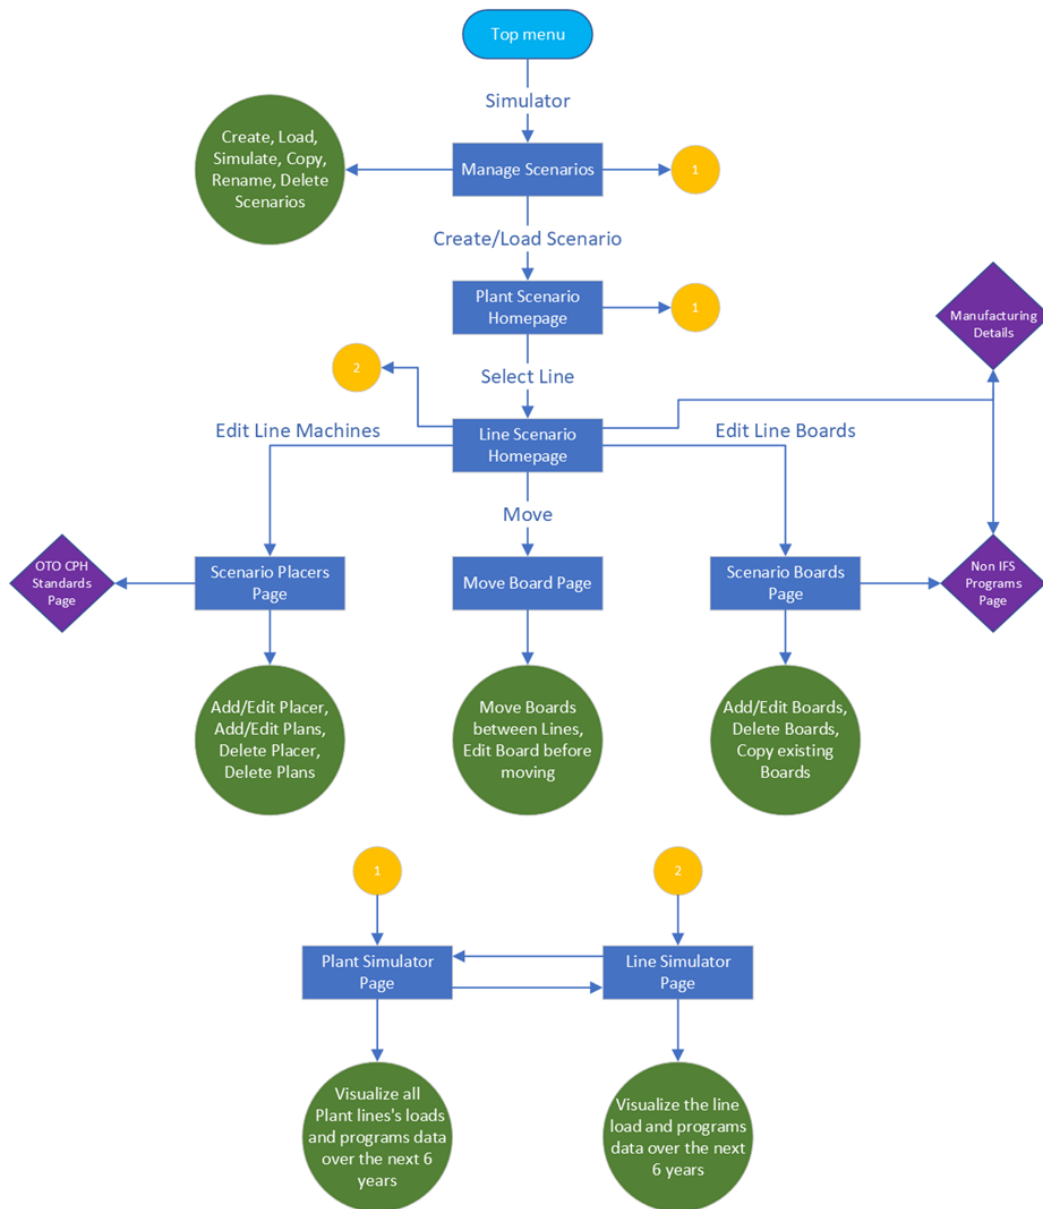 Top menu
Simulator
Create, Load,
Simulate, Copy,
Rename, Delete
Scenarios
Manage Scenarios
1
Create/Load Scenario
Plant Scenario
Homepage
1
Manufacturing
Details
2
Select Line
Edit Line Machines
Line Scenario
Homepage
Edit Line Boards
Move
OTO CPH
Standards
Page
Scenario Placers
Page
Move Board Page
Scenario Boards
Page
Non IFS
Programs
Page
Add/Edit Placer,
Add/Edit Plans,
Delete Placer,
Delete Plans
Move Boards
between Lines,
Edit Board before
moving
Add/Edit Boards,
Delete Boards,
Copy existing
Boards
1
2
Plant Simulator
Page
Line Simulator
Page
Visualize all
Plant lines's loads
and programs data
over the next 6
years
Visualize the line
load and programs
data over the next
6 years